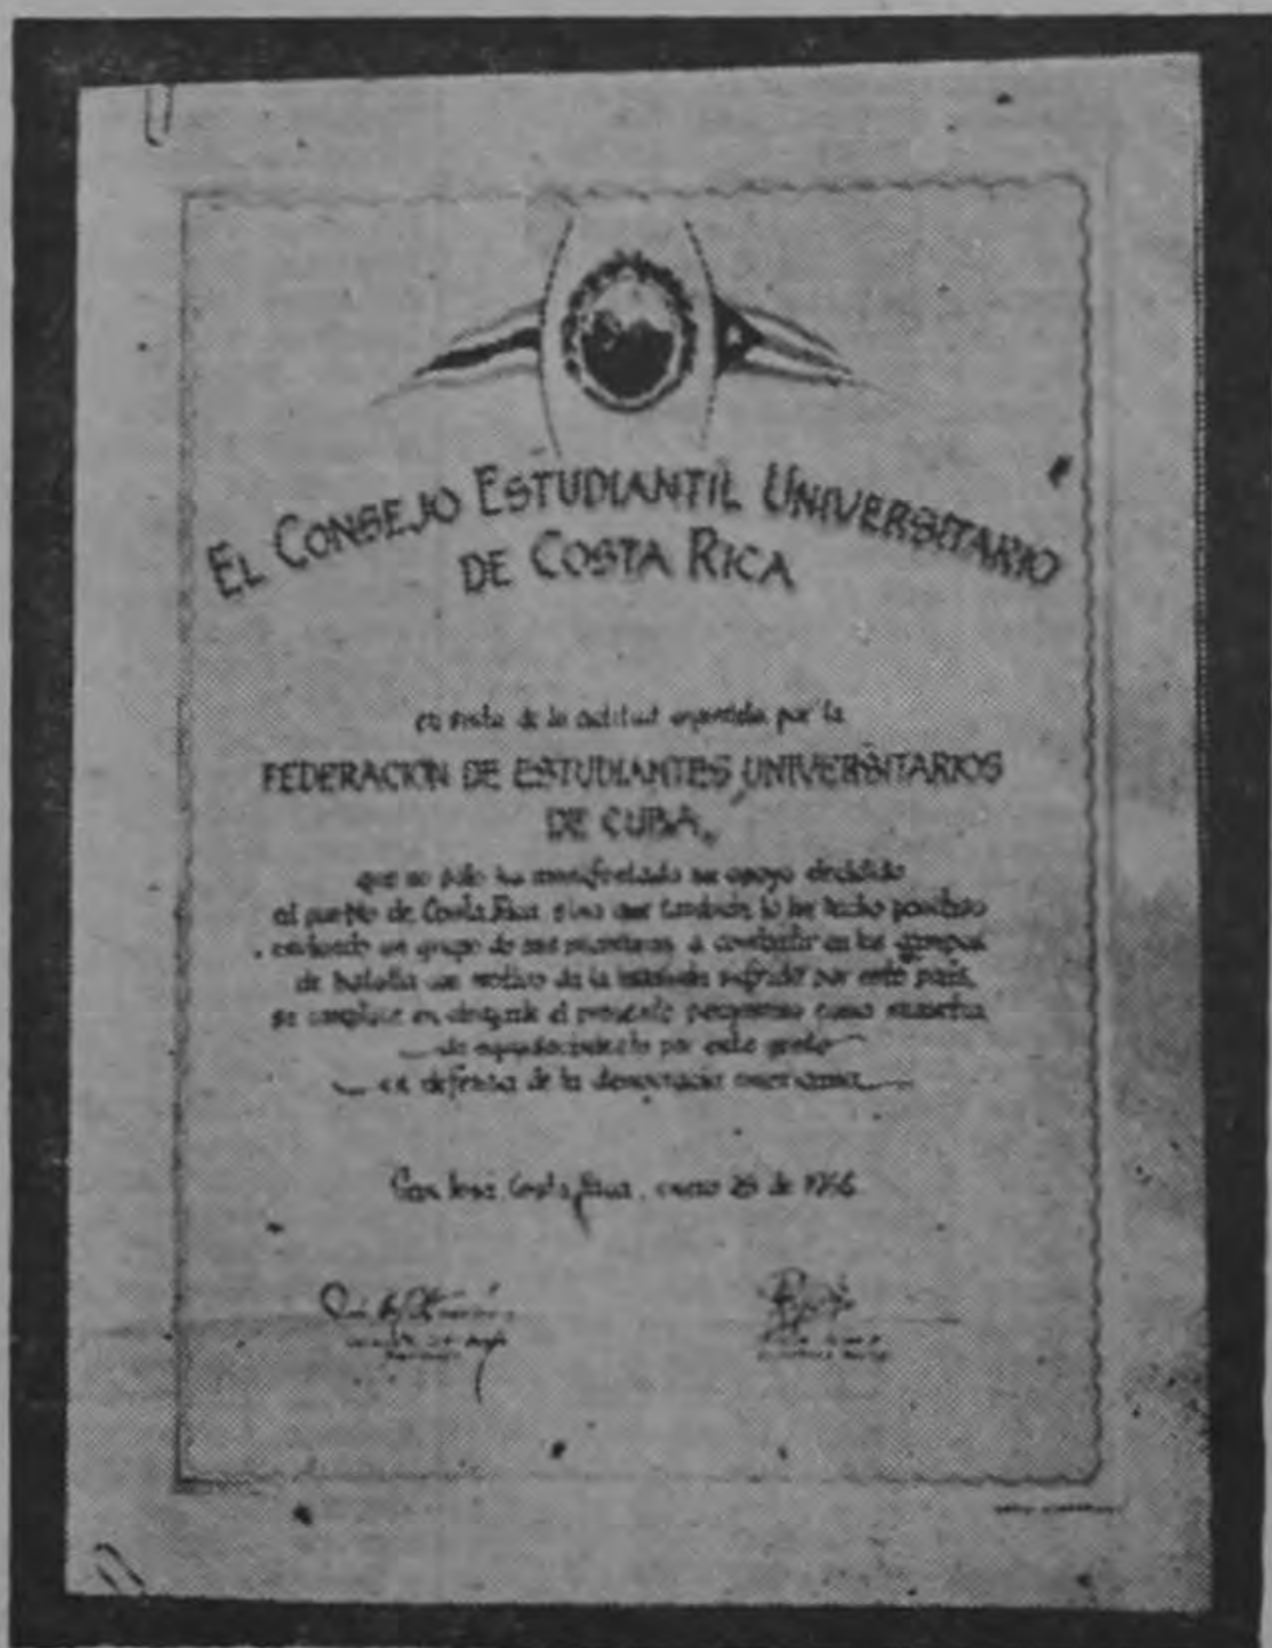 EL CONSEJO ESTUDIANTIL UNIVERSITARIO
DE COSTA RICA
en vista de la actitud asumida por la
FEDERACION DE ESTUDIANTES UNIVERSITARIOS
DE CUBA,
que no sólo ha manifestado su apoyo decidido
al pueblo de Costa Rica, sino que también lo ha hecho positivo
enviando un grupo de sus miembros a combatir en los campos
de batalla con motivo de la invasión sufrida por este país,
se complace en otorgarle el presente pergamino como muestra
de agradecimiento por este gesto
en defensa de la democracia americana
San José, Costa Rica, enero 25 de